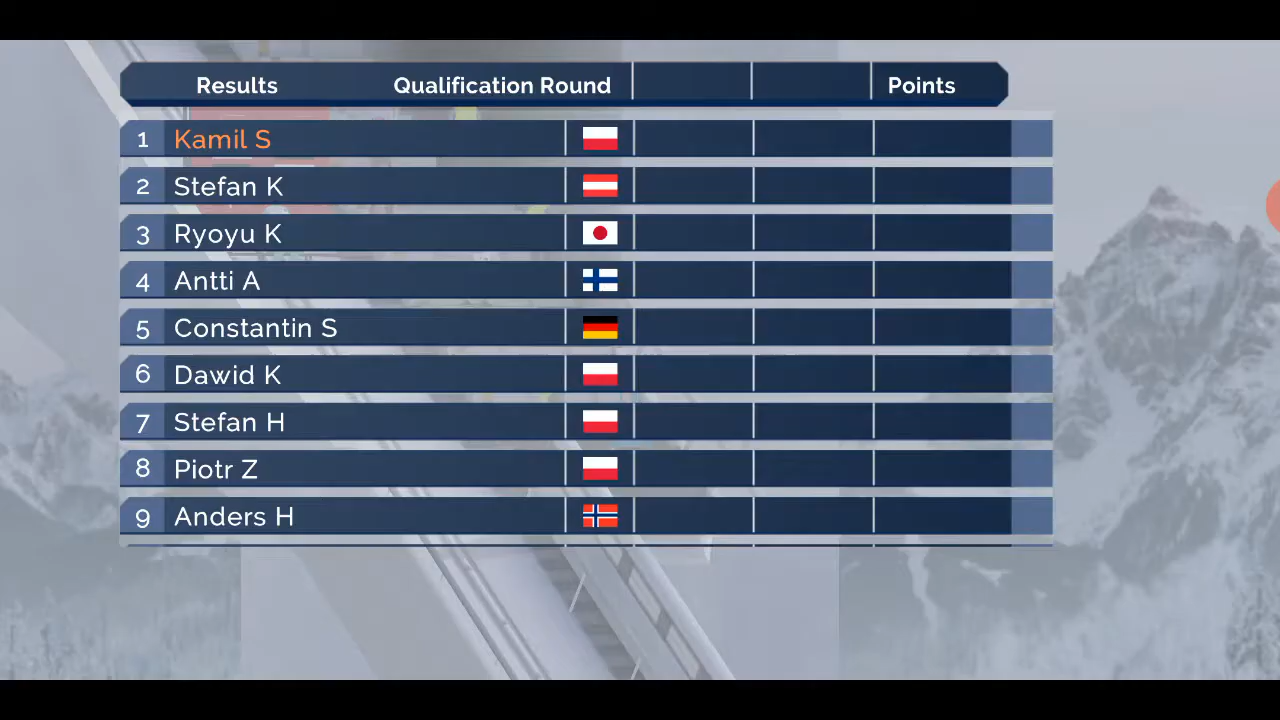 Results Qualification Round Points
1 Kamil S
2 Stefan K
3 Ryoyu K
4 Antti A
5 Constantin S
6 Dawid K
7 Stefan H
8 Piotr Z
9 Anders H